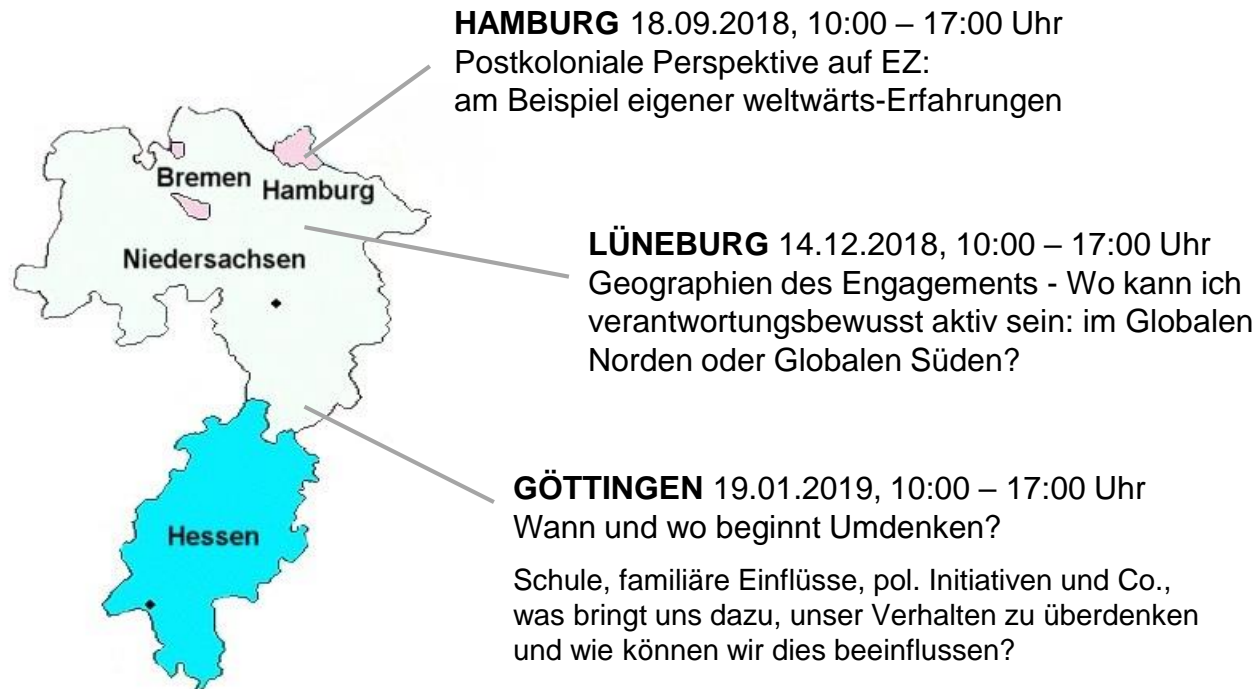 HAMBURG 18.09.2018, 10:00 – 17:00 Uhr
Postkoloniale Perspektive auf EZ:
am Beispiel eigener weltwärts-Erfahrungen
Bremen
Hamburg
Niedersachsen
LÜNEBURG 14.12.2018, 10:00 – 17:00 Uhr
Geographien des Engagements - Wo kann ich
verantwortungsbewusst aktiv sein: im Globalen
Norden oder Globalen Süden?
Hessen
GÖTTINGEN 19.01.2019, 10:00 – 17:00 Uhr
Wann und wo beginnt Umdenken?
Schule, familiäre Einflüsse, pol. Initiativen und Co.,
was bringt uns dazu, unser Verhalten zu überdenken
und wie können wir dies beeinflussen?